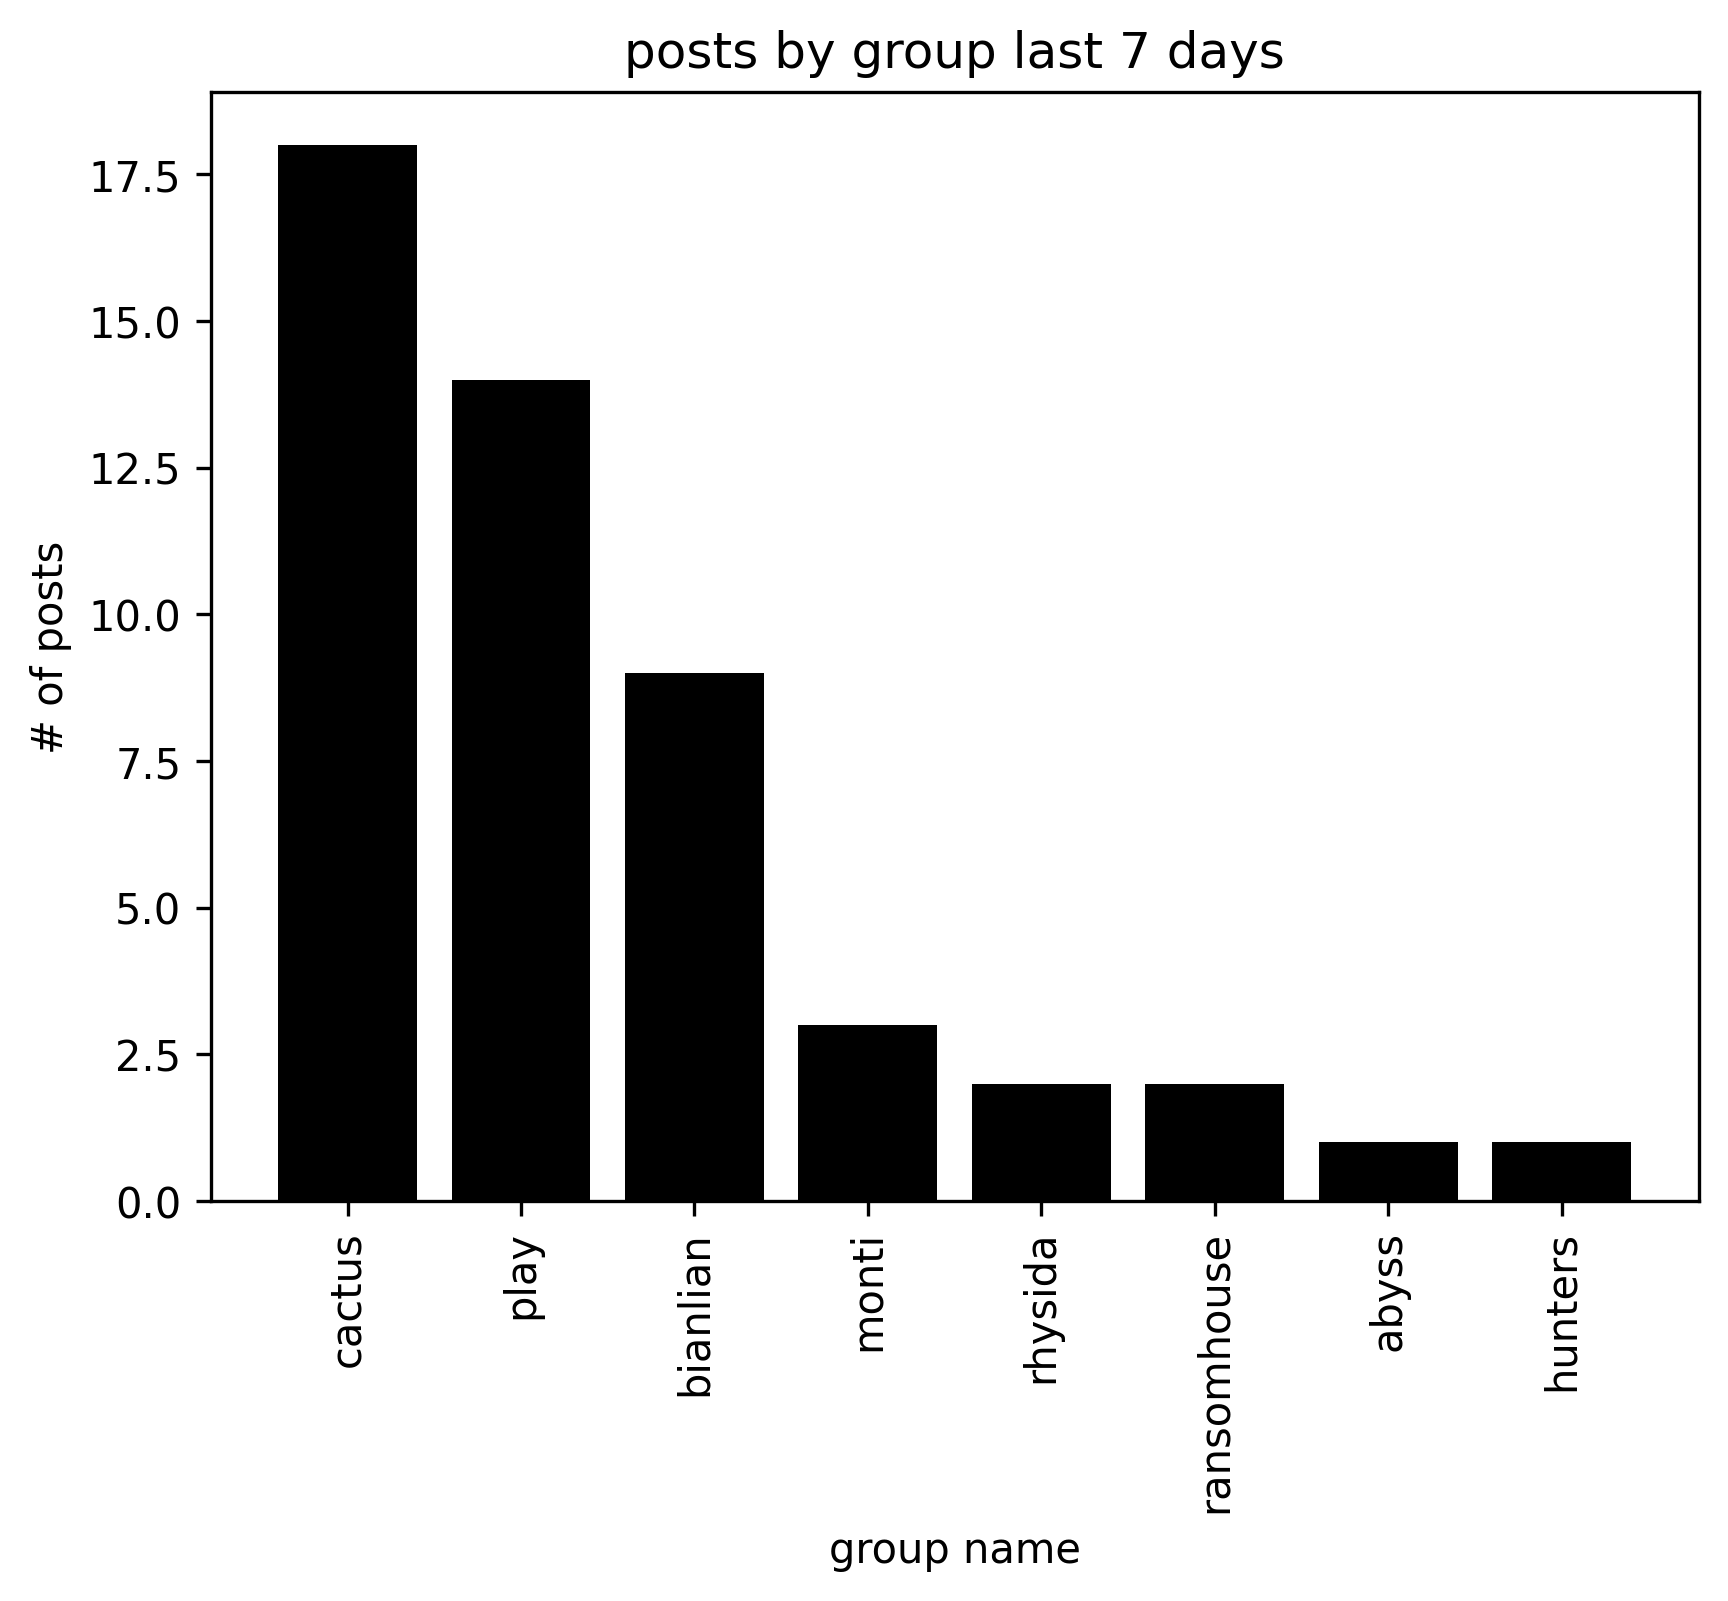 posts by group last 7 days
17.5
15.0
12.5
10.0
7.5
5.0
2.5
0.0
# of posts
cactus
play
bianlian
monti
rhysida
ransomhouse
abyss
hunters
group name